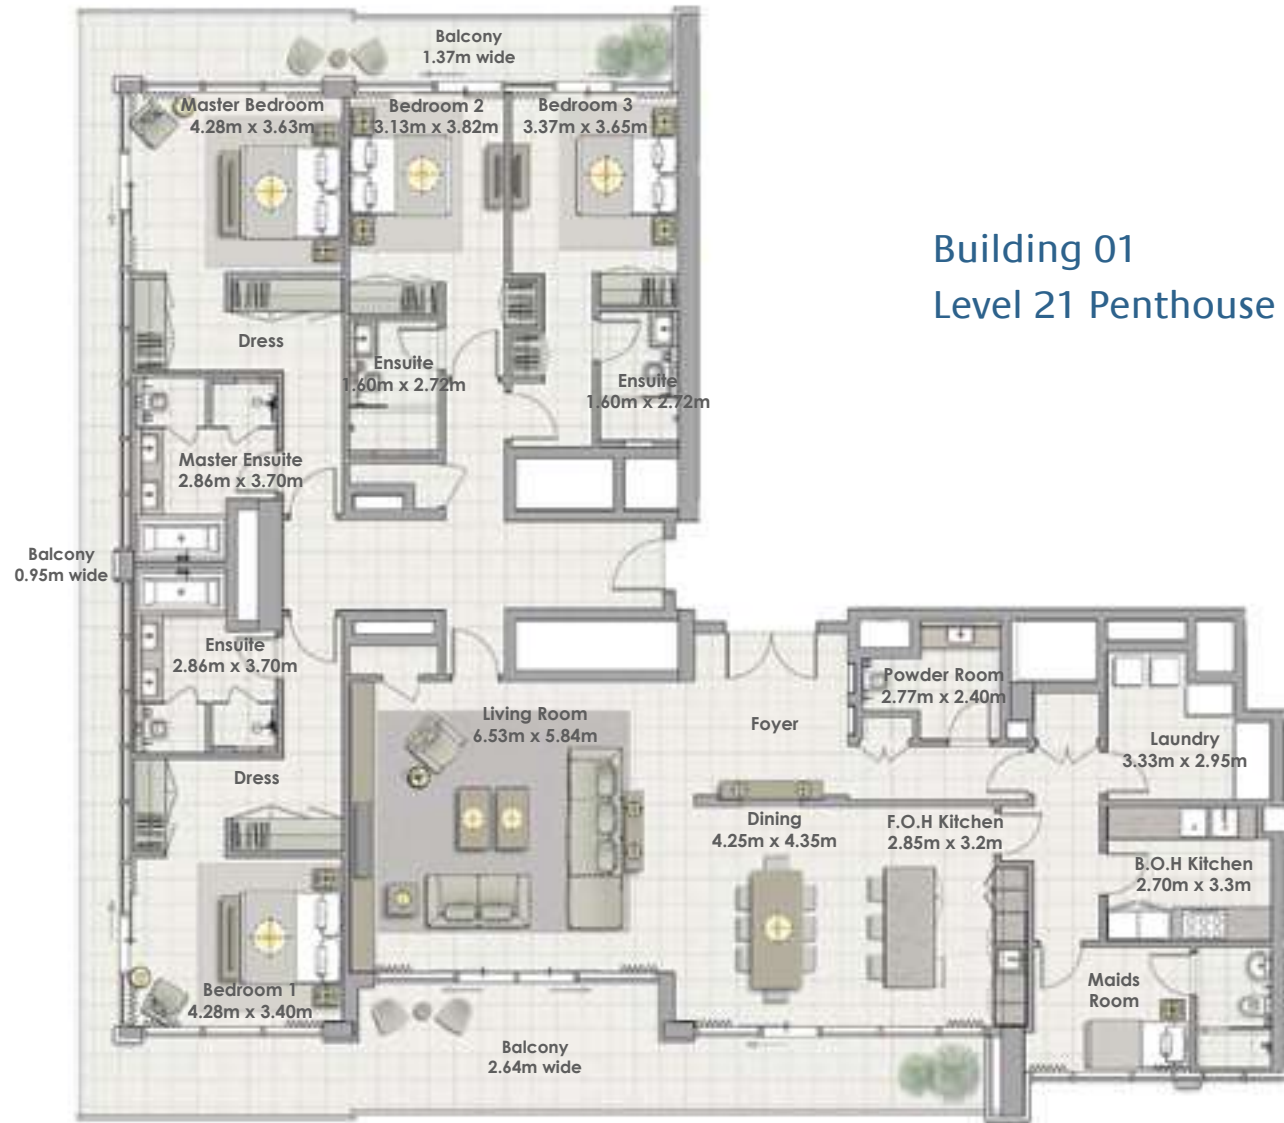 Balcony
1.37m wide
Master Bedroom
4.28m x 3.63m
Bedroom 2
3.13m x 3.82m
Bedroom 3
3.37m x 3.65m
Building 01
Level 21 Penthouse
Dress
Ensuite
1.60m x 2.72m
Ensuite
1.60m x 2.72m
Master Ensuite
2.86m x 3.70m
Balcony
0.95m wide
Ensuite
2.86m x 3.70m
Powder Room
2.77m x 2.40m
Living Room
6.53m x 5.84m
Foyer
Laundry
3.33m x 2.95m
Dress
Dining
4.25m x 4.35m
F.O.H Kitchen
2.85m x 3.2m
B.O.H Kitchen
2.70m x 3.3m
Bedroom 1
4.28m x 3.40m
Maids
Room
Balcony
2.64m wide